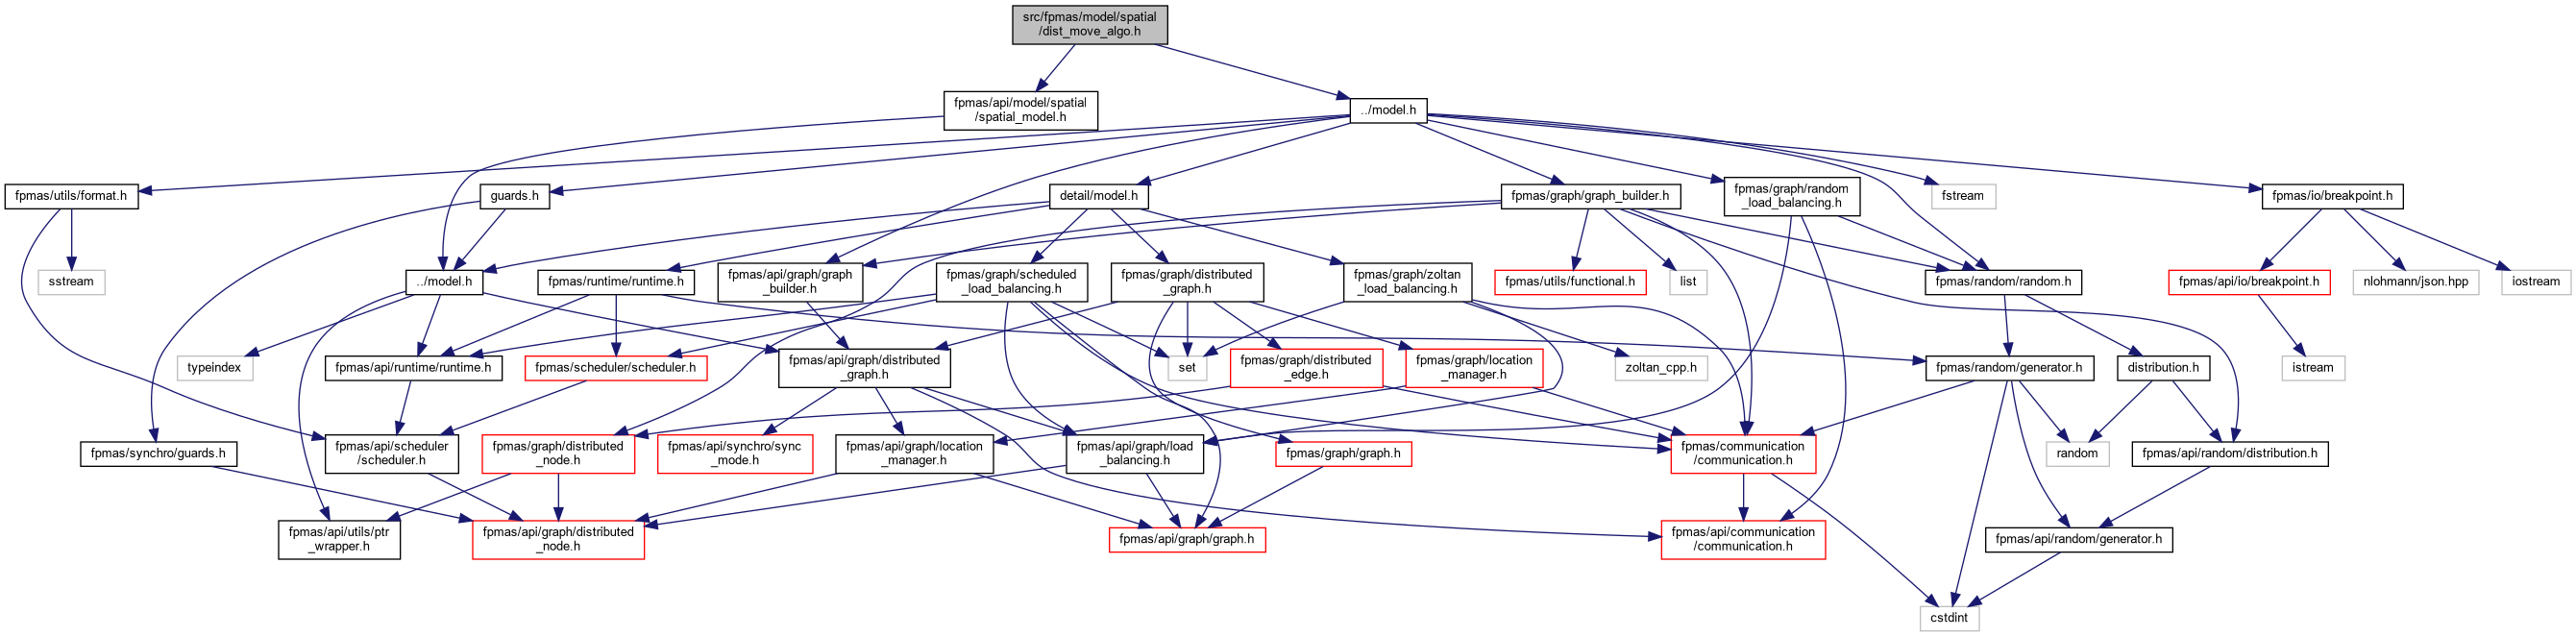 src/fpmas/model/spatial
/dist_move_algo.h
fpmas/api/model/spatial
/spatial_model.h
../model.h
fpmas/utils/format.h
guards.h
detail/model.h
fpmas/graph/graph_builder.h
fpmas/graph/random
_load_balancing.h
fstream
fpmas/io/breakpoint.h
sstream
../model.h
fpmas/runtime/runtime.h
fpmas/api/graph/graph
_builder.h
fpmas/graph/scheduled
_load_balancing.h
fpmas/graph/distributed
_graph.h
fpmas/graph/zoltan
_load_balancing.h
fpmas/utils/functional.h
list
fpmas/random/random.h
fpmas/api/io/breakpoint.h
nlohmann/json.hpp
iostream
typeindex
fpmas/api/runtime/runtime.h
fpmas/scheduler/scheduler.h
fpmas/api/graph/distributed
_graph.h
set
fpmas/graph/distributed
_edge.h
fpmas/graph/location
_manager.h
zoltan_cpp.h
fpmas/random/generator.h
distribution.h
istream
fpmas/synchro/guards.h
fpmas/api/scheduler
/scheduler.h
fpmas/graph/distributed
_node.h
fpmas/api/synchro/sync
_mode.h
fpmas/api/graph/location
_manager.h
fpmas/api/graph/load
_balancing.h
fpmas/graph/graph.h
fpmas/communication
/communication.h
random
fpmas/api/random/distribution.h
fpmas/api/utils/ptr
_wrapper.h
fpmas/api/graph/distributed
_node.h
fpmas/api/graph/graph.h
fpmas/api/communication
/communication.h
fpmas/api/random/generator.h
cstdint